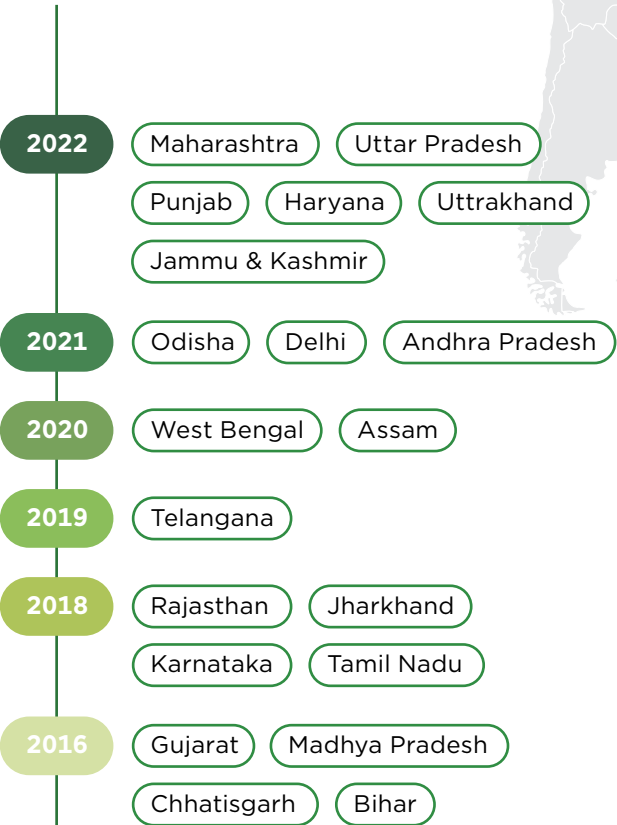 2022 Maharashtra Uttar Pradesh
Punjab Haryana Uttrakhand
Jammu & Kashmir
2021 Odisha Delhi Andhra Pradesh
2020 West Bengal Assam
2019 Telangana
2018 Rajasthan Jharkhand
Karnataka Tamil Nadu
2016 Gujarat Madhya Pradesh
Chhatisgarh Bihar